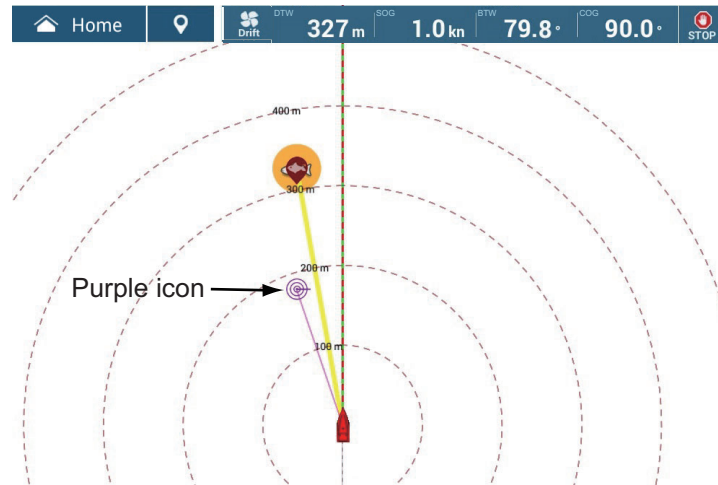 Home
Drift
DTW 327 m
SOG 1.0 kn
BTW 79.8 °
COG 90.0 °
STOP
400 m
300 m
200 m
Purple icon
100 m